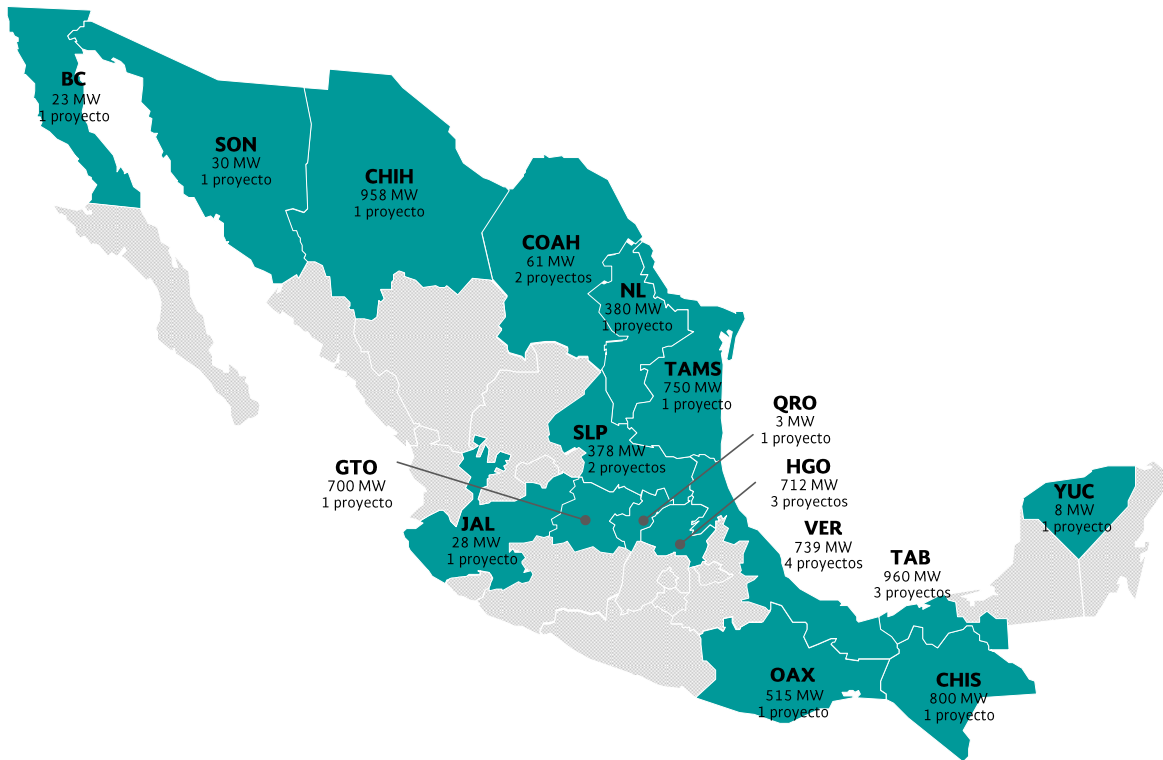 BC
23 MW
1 proyecto
SON
30 MW
1 proyecto
CHIH
958 MW
1 proyecto
COAH
61 MW
2 proyectos
NL
380 MW
1 proyecto
TAMS
750 MW
1 proyecto
QRO
3 MW
1 proyecto
SLP
378 MW
2 proyectos
GTO
700 MW
1 proyecto
HGO
712 MW
3 proyectos
YUC
8 MW
1 proyecto
JAL
28 MW
1 proyecto
VER
739 MW
4 proyectos
TAB
960 MW
3 proyectos
OAX
515 MW
1 proyecto
CHIS
800 MW
1 proyecto